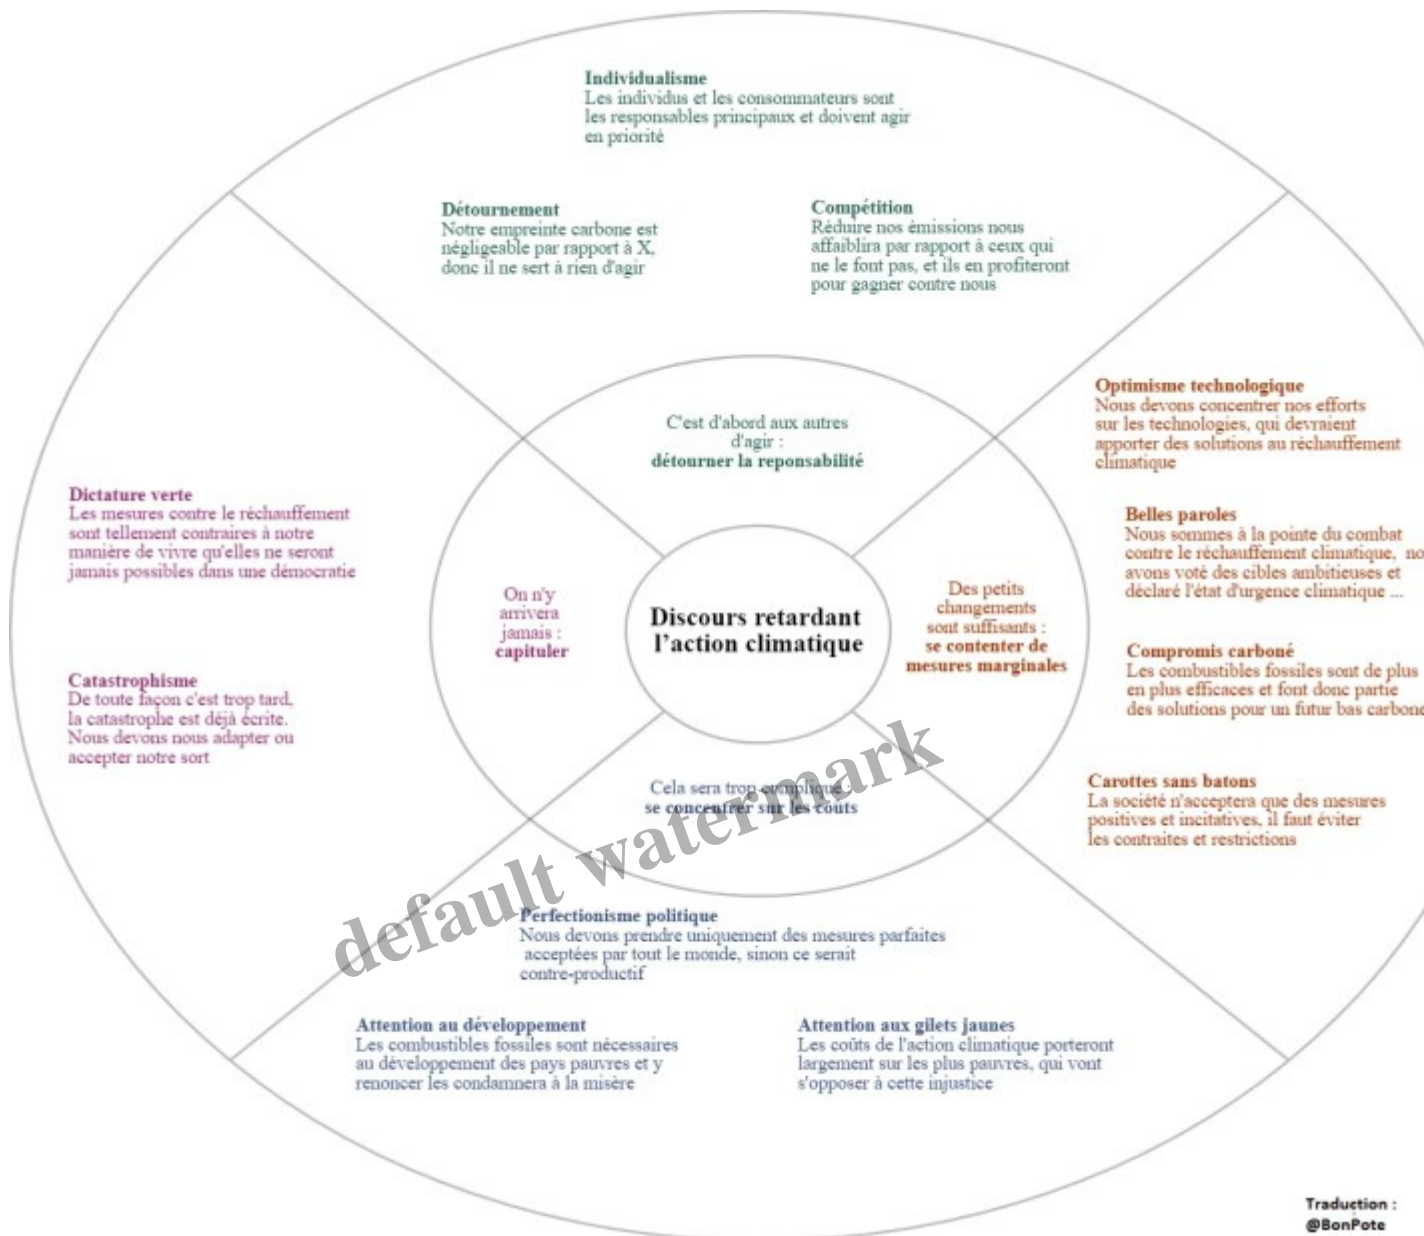 Individualisme
Les individus et les consommateurs sont
les responsables principaux et doivent agir
en priorité
Détournement
Notre empreinte carbone est
négligeable par rapport à X,
donc il ne sert à rien d'agir
Compétition
Réduire nos émissions nous
affaiblira par rapport à ceux qui
ne le font pas, et ils en profiteront
pour gagner contre nous
C'est d'abord aux autres
d'agir :
détourner la reponsabilité
Optimisme technologique
Nous devons concentrer nos efforts
sur les technologies, qui devraient
apporter des solutions au réchauffement
climatique
Belles paroles
Nous sommes à la pointe du combat
contre le réchauffement climatique,
avons voté des cibles ambitieuses et
déclaré l'état d'urgence climatique ...
Compromis carboné
Les combustibles fossiles sont de plus
en plus efficaces et font donc partie
des solutions pour un futur bas carbone
Carottes sans batons
La société n'acceptera que des mesures
positives et incitatives, il faut éviter
les contraites et restrictions
Des petits
changements
sont suffisants :
se contenter de
mesures marginales
Discours retardant
l'action climatique
On n'y
arrivera
jamais :
capituler
Dictature verte
Les mesures contre le réchauffement
sont tellement contraires à notre
manière de vivre qu'elles ne seront
jamais possibles dans une démocratie
Catastrophisme
De toute façon c'est trop tard,
la catastrophe est déjà écrite.
Nous devons nous adapter ou
accepter notre sort
Cela sera trop compliqué :
se concentrer sur les coûts
default watermark
Perfectionisme politique
Nous devons prendre uniquement des mesures parfaites
acceptées par tout le monde, sinon ce serait
contre-productif
Attention au développement
Les combustibles fossiles sont nécessaires
au développement des pays pauvres et y
renoncer les condamnera à la misère
Attention aux gilets jaunes
Les coûts de l'action climatique porteront
largement sur les plus pauvres, qui vont
s'opposer à cette injustice
Traduction :
@BonPote